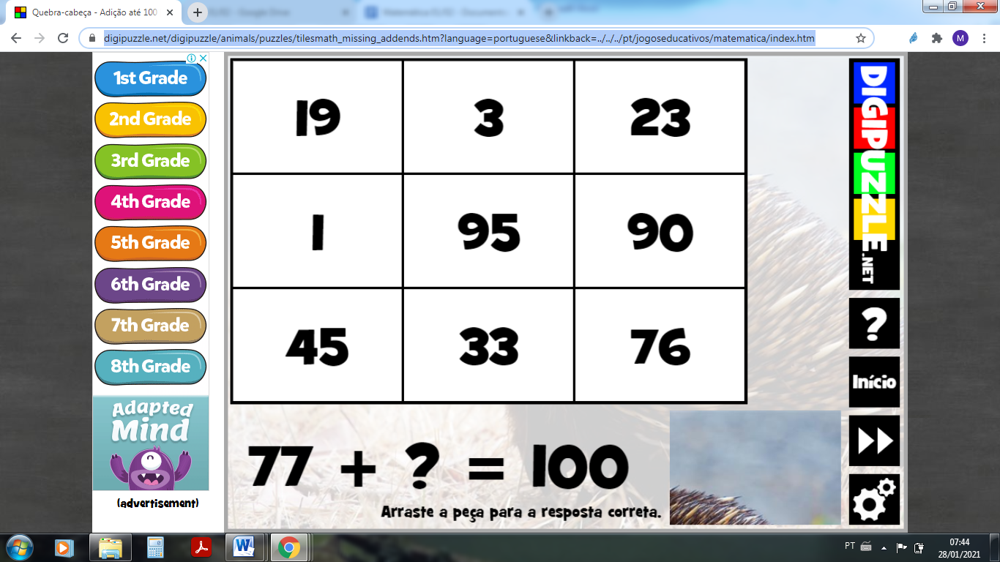 Quebra-cabeça - Adição até 100
digipuzzle.net/digipuzzle/animals/puzzles/tilesmath_missing_addends.htm?language=portuguese&linkback=../../../pt/jogoseducativos/matematica/index.htm
M
1st Grade
2nd Grade
3rd Grade
4th Grade
5th Grade
6th Grade
7th Grade
8th Grade
Adapted
Mind
(advertisement)
19 3 23
1 95 90
45 33 76
77 + ? = 100
Arraste a peça para a resposta correta.
DIGIPUZZLE.NET
?
Início
PT
07:44
28/01/2021